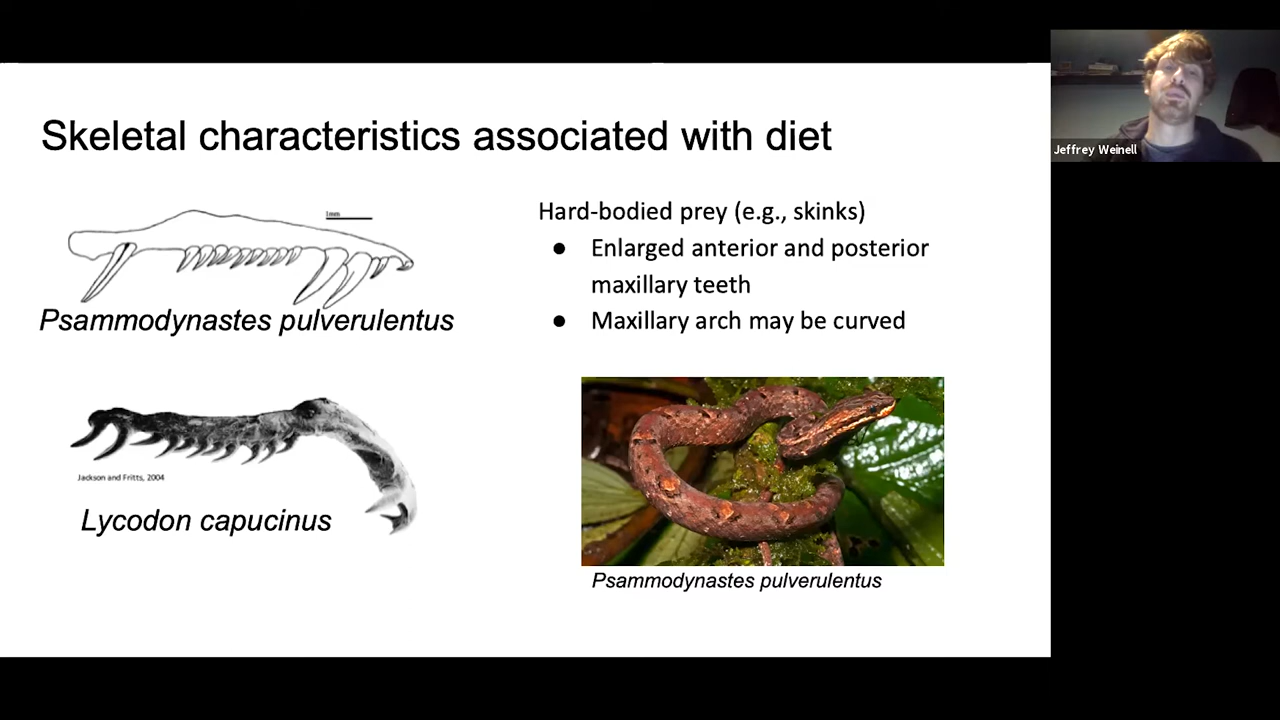 Skeletal characteristics associated with diet
1mm
Psammodynastes pulverulentus
Jackson and Fritts, 2004
Lycodon capucinus
Hard-bodied prey (e.g., skinks)
● Enlarged anterior and posterior
maxillary teeth
● Maxillary arch may be curved
Psammodynastes pulverulentus
Jeffrey Weinell